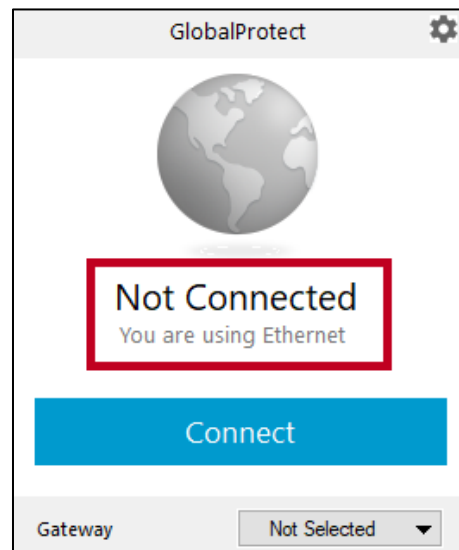 GlobalProtect
Not Connected
You are using Ethernet
Connect
Gateway Not Selected